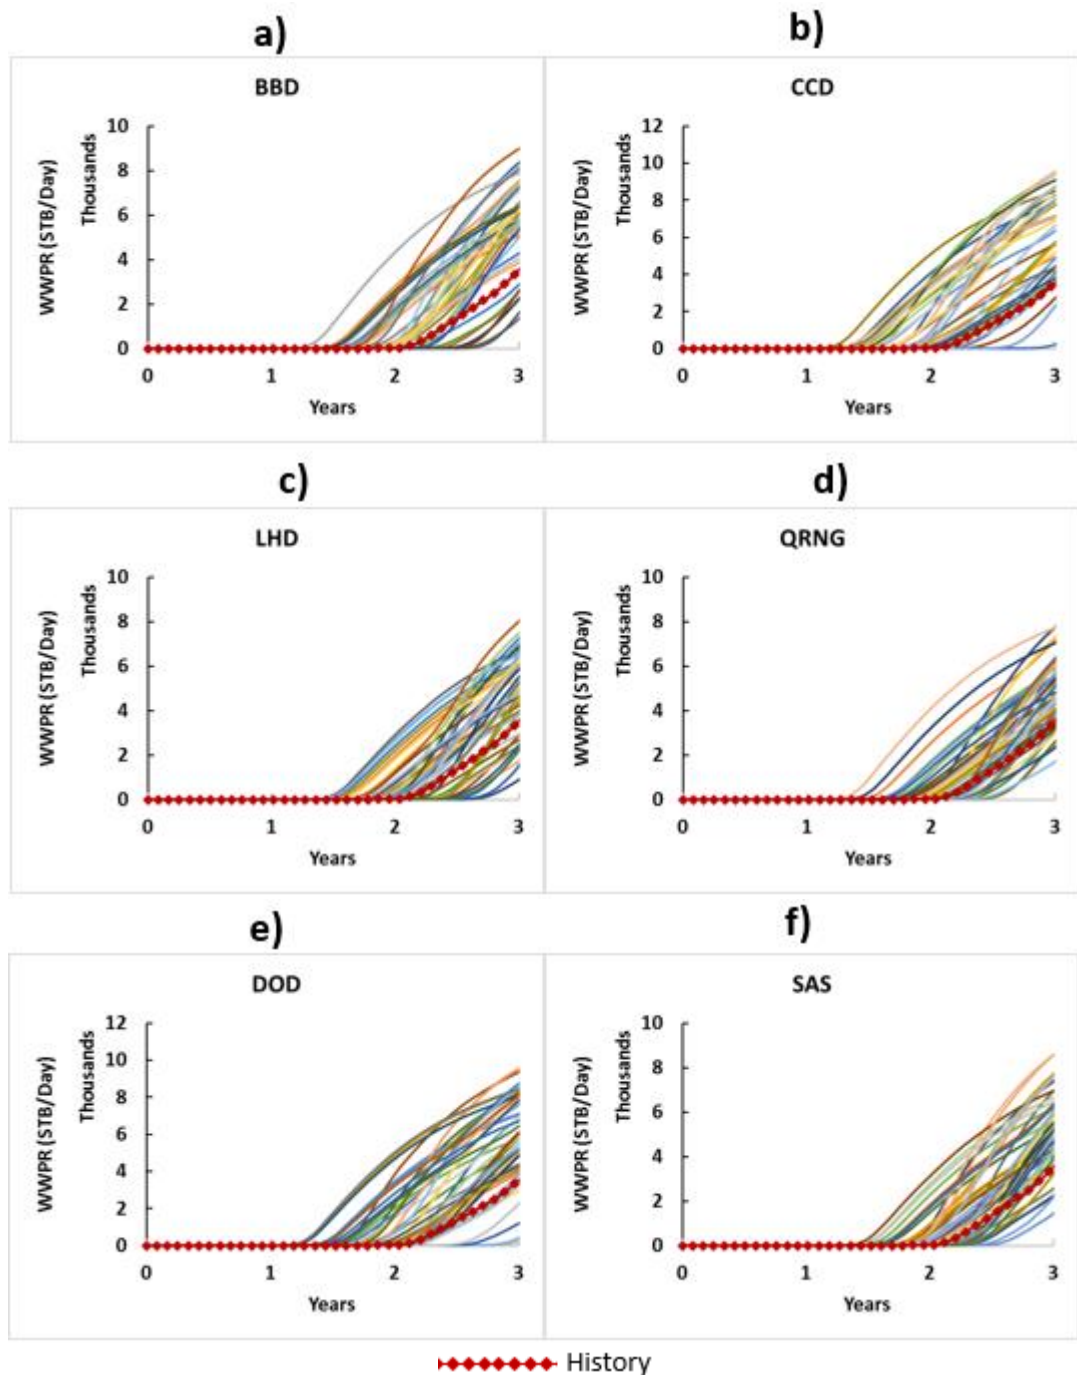 a)
BBD
WWPR (STB/Day)
Thousands
10
8
6
4
2
0
0 1 2 3
Years
b)
CCD
WWPR (STB/Day)
Thousands
12
10
8
6
4
2
0
0 1 2 3
Years
c)
LHD
WWPR (STB/Day)
Thousands
10
8
6
4
2
0
0 1 2 3
Years
d)
QRNG
WWPR (STB/Day)
Thousands
10
8
6
4
2
0
0 1 2 3
Years
e)
DOD
WWPR (STB/Day)
Thousands
12
10
8
6
4
2
0
0 1 2 3
Years
f)
SAS
WWPR (STB/Day)
Thousands
10
8
6
4
2
0
0 1 2 3
Years
History